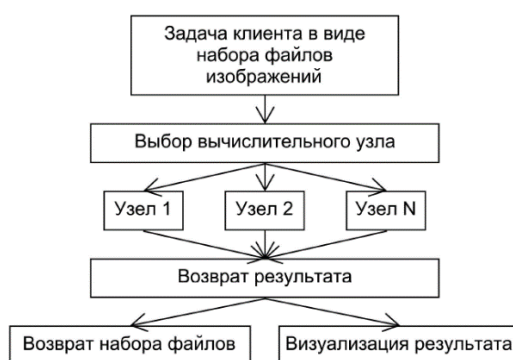 Задача клиента в виде
набора файлов
изображений
Выбор вычислительного узла
Узел 1
Узел 2
Узел N
Возврат результата
Возврат набора файлов
Визуализация результата